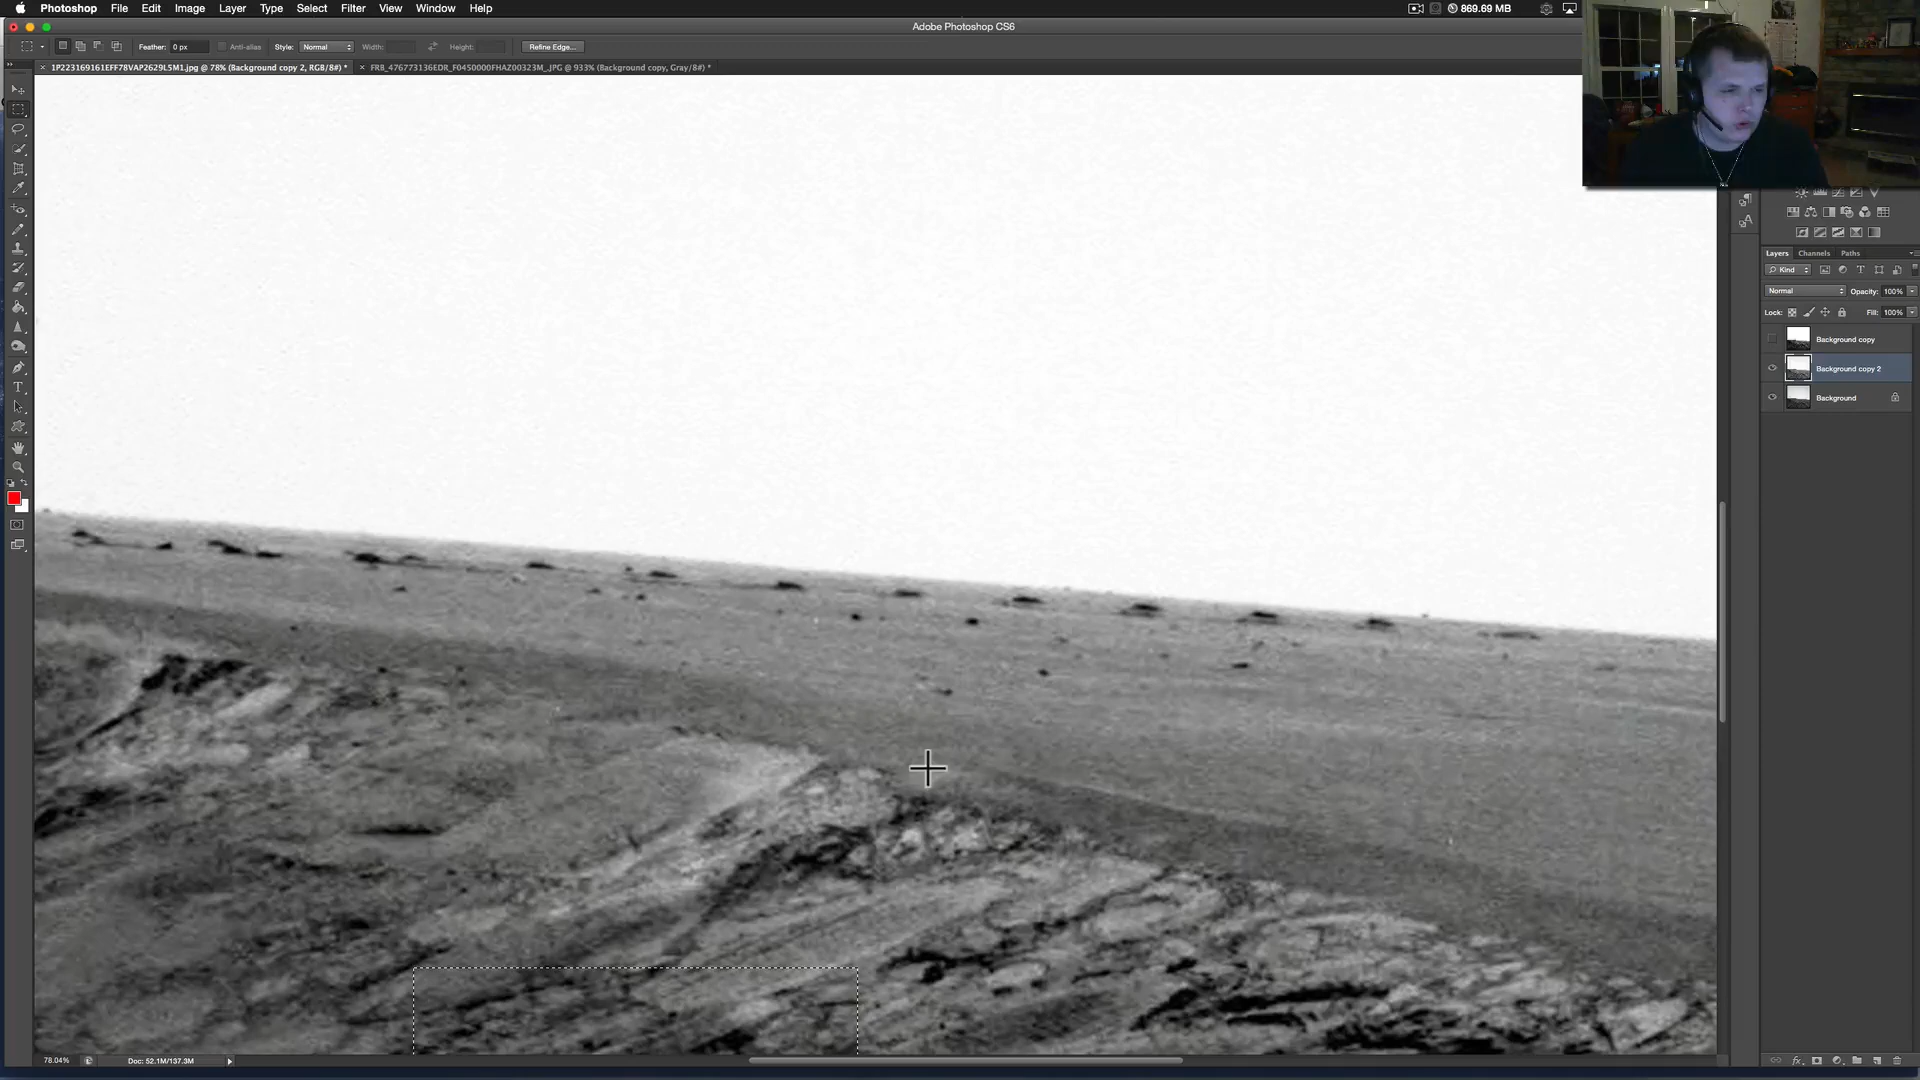 Photoshop File Edit Image Layer Type Select Filter View Window Help 869.69 MB
Adobe Photoshop CS6
Feather: 0 px Anti-alias Style: Normal Width: Height: Refine Edge...
1P223169161EFF78VAP2629L5M1.jpg @ 78% (Background copy 2, RGB/8#) * FRB_476773136EDR_F0450000FHAZ00323M_.JPG @ 933% (Background copy, Gray/8#) *
Layers Channels Paths
Kind
Normal Opacity: 100%
Lock: Fill: 100%
Background copy
Background copy 2
Background
78.04% Doc: 52.1M/137.3M